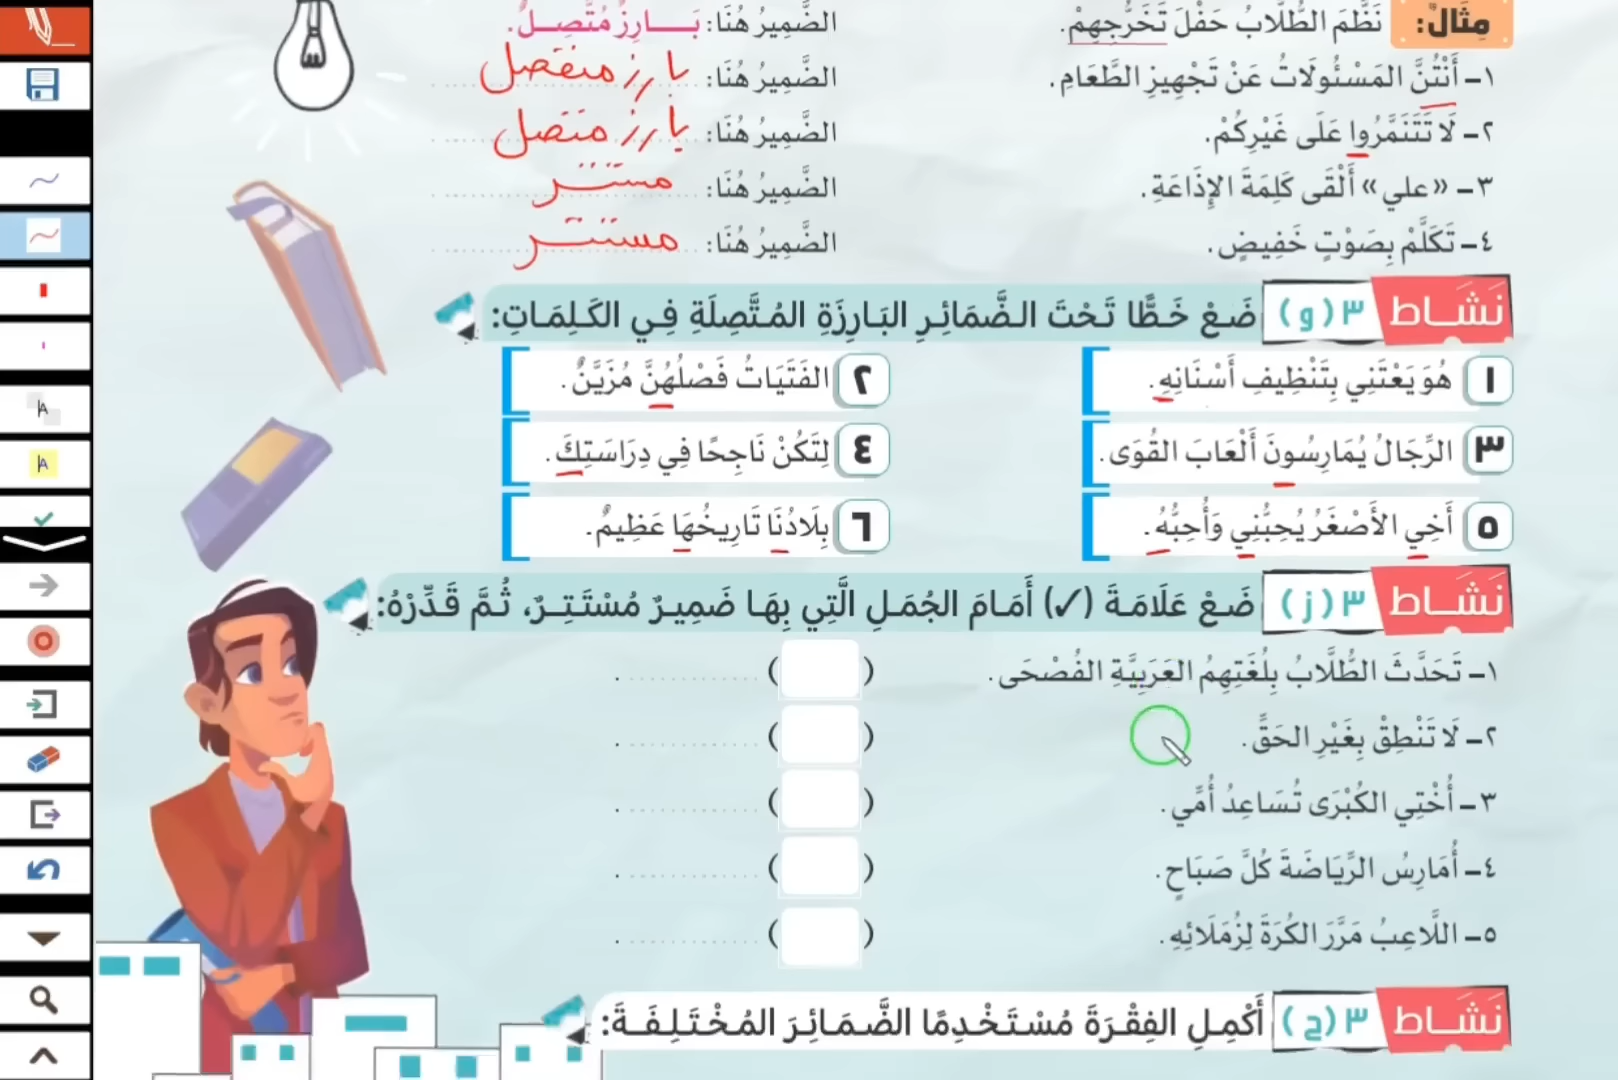 مِثَالٌ: نَظَّمَ الطُّلَّابُ حَفْلَ تَخَرُّجِهِمْ. الضَّمِيرُ هُنَا: بَـــارِزٌ مُتَّصِـلٌ.
١- أَنْتُنَّ المَسْئُولَاتُ عَنْ تَجْهِيزِ الطَّعَامِ. الضَّمِيرُ هُنَا: بارز منفصل
٢- لَا تَتَنَمَّرُوا عَلَى غَيْرِكُمْ. الضَّمِيرُ هُنَا: بارز متصل
٣- «علي» أَلْقَى كَلِمَةَ الإِذَاعَةِ. الضَّمِيرُ هُنَا: مستتر
٤- تَكَلَّمْ بِصَوْتٍ خَفِيضٍ. الضَّمِيرُ هُنَا: مستتر
نَشَـاط ٣ (و) ضَعْ خَطًّا تَحْتَ الضَّمَائِرِ البَارِزَةِ المُتَّصِلَةِ فِي الكَلِمَاتِ:
١ هُوَ يَعْتَنِي بِتَنْظِيفِ أَسْنَانِهِ. ٢ الفَتَيَاتُ فَصْلُهُنَّ مُزَيَّنٌ.
٣ الرِّجَالُ يُمَارِسُونَ أَلْعَابَ القُوَى. ٤ لِتَكُنْ نَاجِحًا فِي دِرَاسَتِكَ.
٥ أَخِي الأَصْغَرُ يُحِبُّنِي وَأُحِبُّهُ. ٦ بِلَادُنَا تَارِيخُهَا عَظِيمٌ.
نَشَـاط ٣ (ز) ضَعْ عَلَامَةَ (✓) أَمَامَ الجُمَلِ الَّتِي بِهَا ضَمِيرٌ مُسْتَتِرٌ، ثُمَّ قَدِّرْهُ:
١- تَحَدَّثَ الطُّلَّابُ بِلُغَتِهِمُ العَرَبِيَّةِ الفُصْحَى. ( )
٢- لَا تَنْطِقْ بِغَيْرِ الحَقِّ. ( )
٣- أُخْتِي الكُبْرَى تُسَاعِدُ أُمِّي. ( )
٤- أُمَارِسُ الرِّيَاضَةَ كُلَّ صَبَاحٍ. ( )
٥- اللَّاعِبُ مَرَّرَ الكُرَةَ لِزُمَلَائِهِ. ( )
نَشَـاط ٣ (ح) أَكْمِلِ الفِقْرَةَ مُسْتَخْدِمًا الضَّمَائِرَ المُخْتَلِفَةَ: